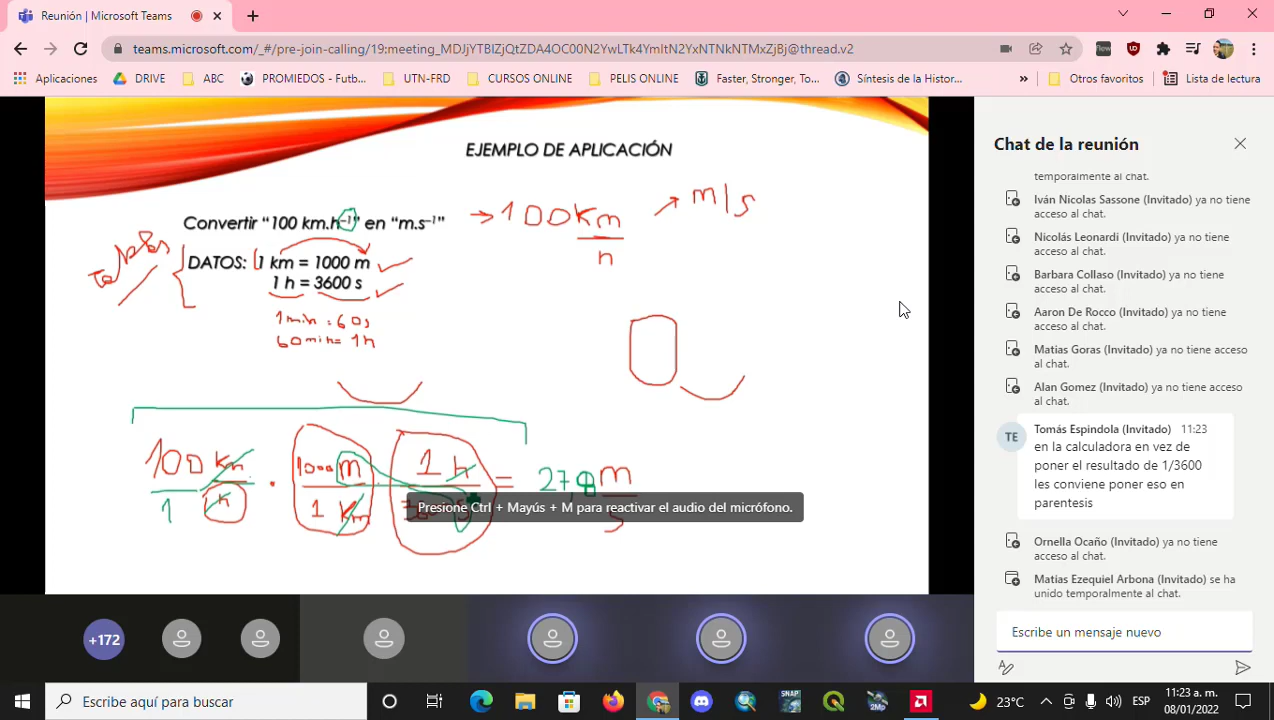 Reunión | Microsoft Teams
teams.microsoft.com/_#/pre-join-calling/19:meeting_MDJjYTBlZjQtZDA4OC00N2YwLTk4YmItN2YxNTNkNTMxZjBj@thread.v2
Aplicaciones DRIVE ABC PROMIEDOS - Futb... UTN-FRD CURSOS ONLINE PELIS ONLINE Faster, Stronger, To... Síntesis de la Histor... » Otros favoritos Lista de lectura
EJEMPLO DE APLICACIÓN
Convertir “100 km.h⁻¹” en “m.s⁻¹”
→ 100 km/h
→ m/s
Tablas
DATOS: 1 km = 1000 m
1 h = 3600 s
1 min = 60s
60 min = 1h
100 km 1000 m 1 h = 27,8 m
1 h 1 Km s
Presione Ctrl + Mayús + M para reactivar el audio del micrófono.
Chat de la reunión
temporalmente al chat.
Iván Nicolas Sassone (Invitado) ya no tiene
acceso al chat.
Nicolás Leonardi (Invitado) ya no tiene
acceso al chat.
Barbara Collaso (Invitado) ya no tiene
acceso al chat.
Aaron De Rocco (Invitado) ya no tiene
acceso al chat.
Matias Goras (Invitado) ya no tiene acceso
al chat.
Alan Gomez (Invitado) ya no tiene acceso
al chat.
TE
Tomás Espindola (Invitado) 11:23
en la calculadora en vez de
poner el resultado de 1/3600
les conviene poner eso en
parentesis
Ornella Ocaño (Invitado) ya no tiene
acceso al chat.
Matías Ezequiel Arbona (Invitado) se ha
unido temporalmente al chat.
Escribe un mensaje nuevo
+172
Escribe aquí para buscar
23°C
ESP
11:23 a. m.
08/01/2022